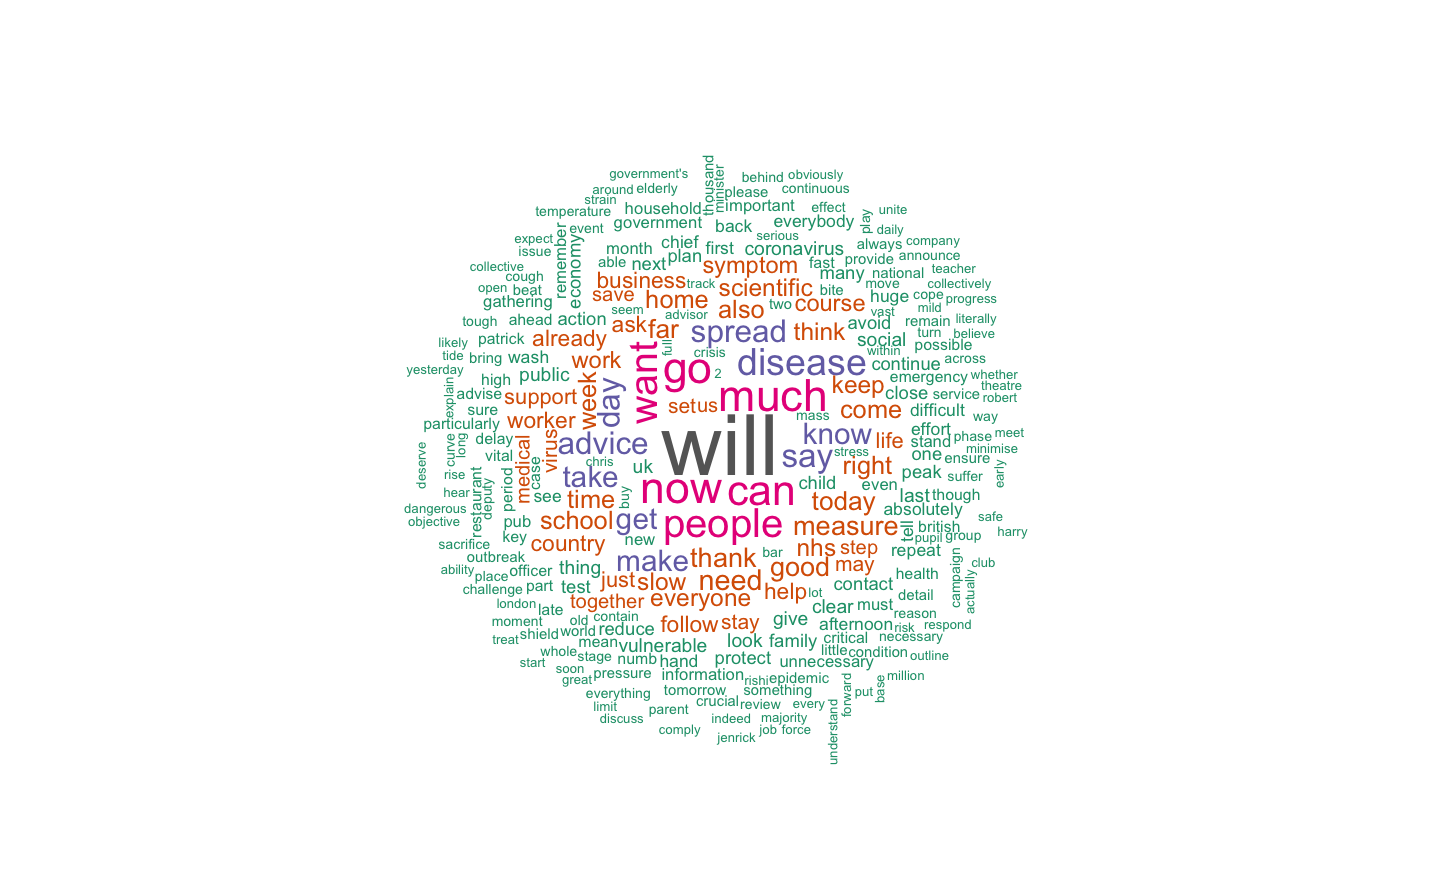 government's
thousand
minister
behind
obviously
around
elderly
please
continuous
strain
temperature
household
important
effect
play
unite
event
government
back
everybody
daily
expect
issue
remember
economy
month
chief
first
serious
coronavirus
always
company
able
next
plan
symptom
fast
provide
announce
collective
cough
business
track
scientific
many
national
teacher
open
beat
save
home
also
bite
move
collectively
gathering
seem
advisor
two
course
huge
cope
progress
tough
ahead
action
ask
far
spread
think
avoid
vast
mild
remain
literally
likely
patrick
already
full
crisis
social
turn
believe
tide
bring
wash
work
want
go
disease
within
possible
yesterday
high
public
week
day
2
continue
across
explain
advise
support
set
us
much
keep
emergency
whether
theatre
sure
close
service
robert
particularly
worker
mass
come
difficult
way
curve
long
delay
medical
virus
advice
will
know
life
effort
stand
phase
meet
deserve
vital
case
chris
uk
say
stress
right
one
ensure
minimise
rise
take
peak
suffer
early
hear
restaurant
deputy
period
see
time
buy
now
can
child
even
last
though
dangerous
today
absolutely
objective
pub
school
get
people
measure
tell
british
safe
sacrifice
key
country
new
pupil
group
harry
outbreak
make
thank
bar
nhs
step
repeat
ability
place
officer
thing
need
good
may
health
campaign
actually
club
challenge
part
test
just
slow
help
lot
contact
detail
london
late
together
everyone
clear
must
reason
moment
old
contain
follow
stay
give
afternoon
risk
respond
treat
shield
world
reduce
look
family
critical
necessary
whole
mean
vulnerable
little
condition
outline
start
stage
numb
hand
protect
unnecessary
soon
great
pressure
information
rishi
epidemic
forward
base
million
everything
tomorrow
something
put
limit
parent
crucial
review
every
discuss
indeed
majority
understand
comply
jenrick
job
force